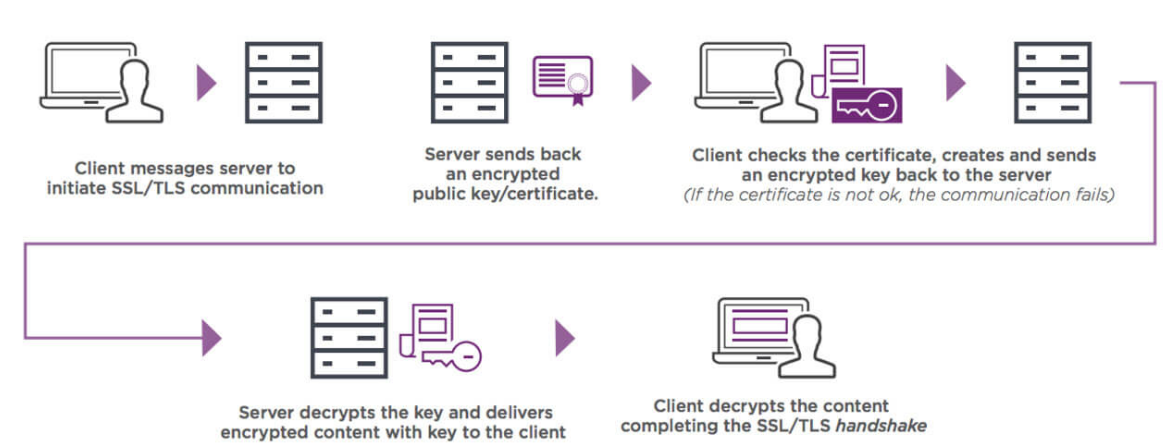 Client messages server to
initiate SSL/TLS communication
Server sends back
an encrypted
public key/certificate.
Client checks the certificate, creates and sends
an encrypted key back to the server
(If the certificate is not ok, the communication fails)
Server decrypts the key and delivers
encrypted content with key to the client
Client decrypts the content
completing the SSL/TLS handshake